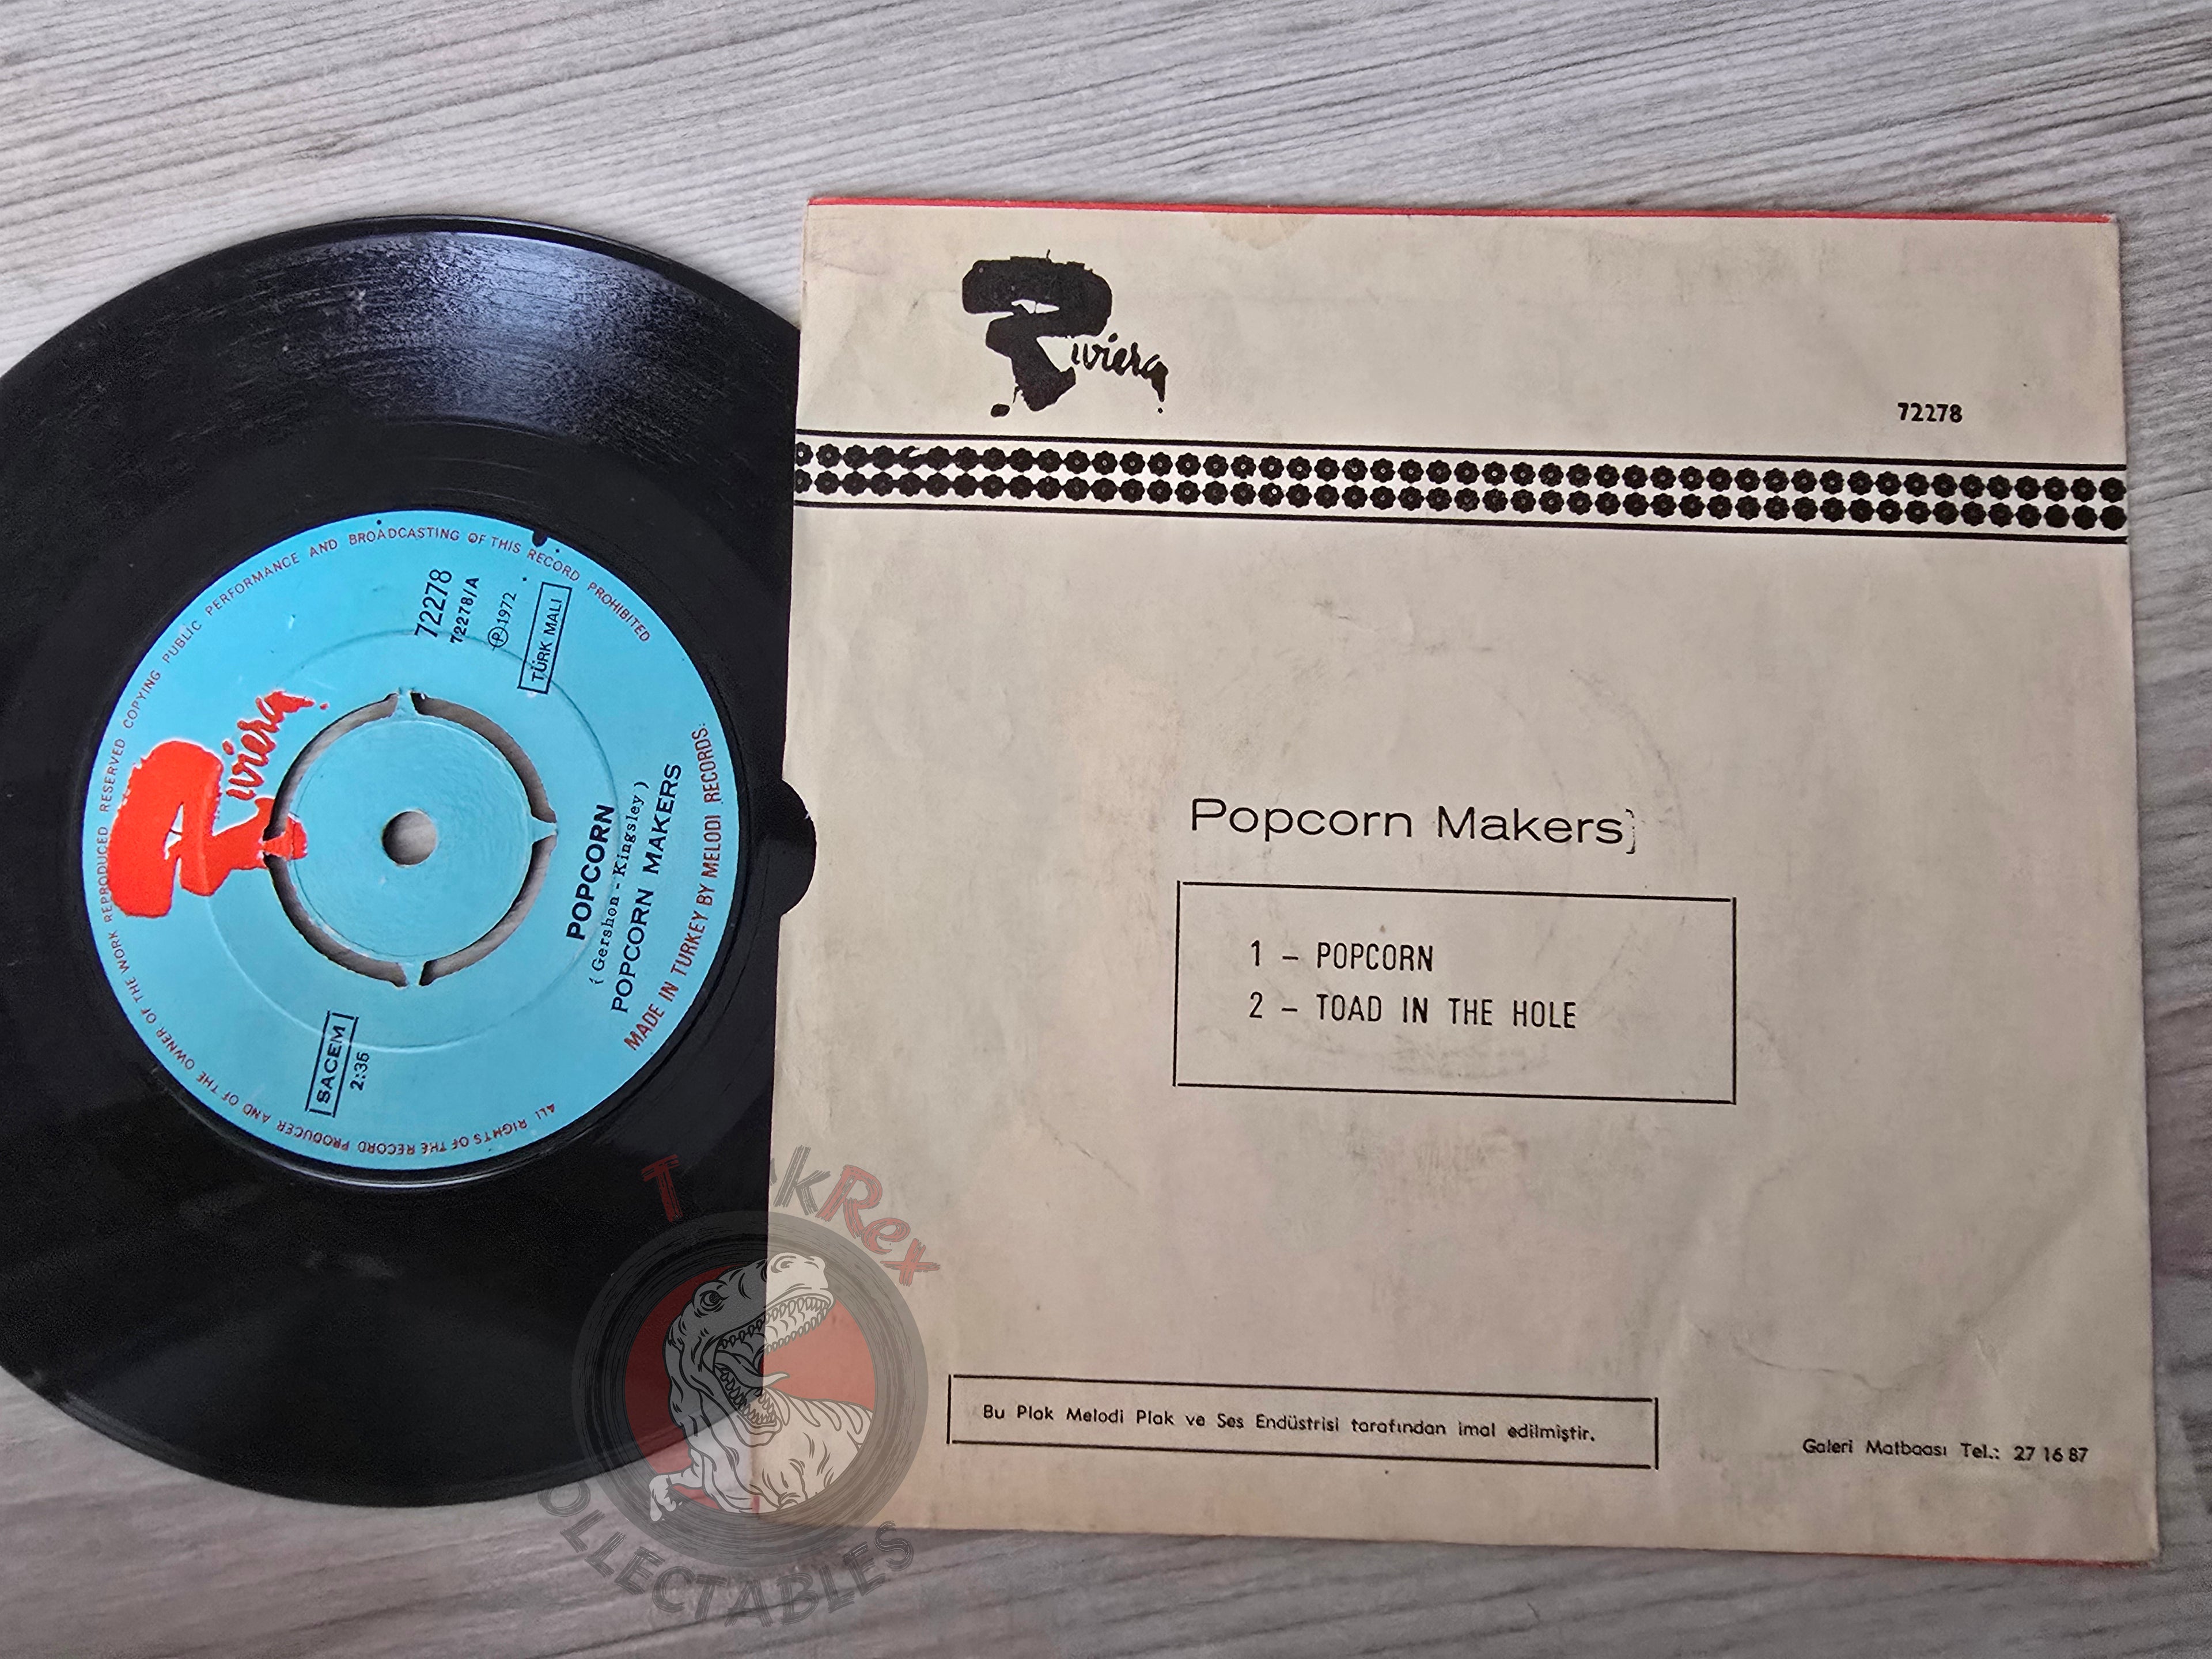 Riviera
72278
Popcorn Makers
1 – POPCORN
2 – TOAD IN THE HOLE
Bu Plak Melodi Plak ve Ses Endüstrisi tarafından imal edilmiştir.
Galeri Matbaası Tel.: 27 16 87
ALL RIGHTS OF THE RECORD PRODUCER AND OF THE OWNER OF THE WORK REPRODUCED RESERVED COPYING PUBLIC PERFORMANCE AND BROADCASTING OF THIS RECORD PROHIBITED
Riviera
72278
72278/A
Ⓟ 1972
TÜRK MALI
SACEM
2:35
POPCORN
( Gershon - Kingsley )
POPCORN MAKERS
MADE IN TURKEY BY MELODI RECORDS.